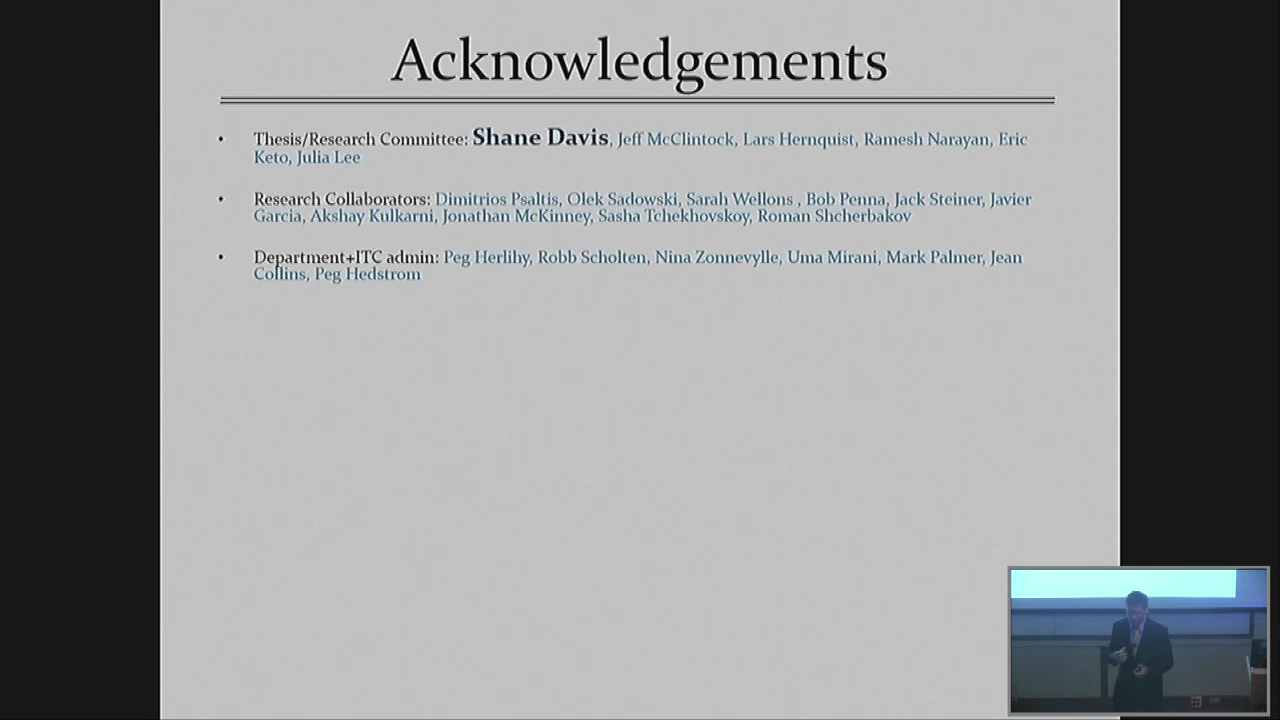 Acknowledgements
• Thesis/Research Committee: Shane Davis, Jeff McClintock, Lars Hernquist, Ramesh Narayan, Eric
Keto, Julia Lee
• Research Collaborators: Dimitrios Psaltis, Olek Sadowski, Sarah Wellons , Bob Penna, Jack Steiner, Javier
Garcia, Akshay Kulkarni, Jonathan McKinney, Sasha Tchekhovskoy, Roman Shcherbakov
• Department+ITC admin: Peg Herlihy, Robb Scholten, Nina Zonnevylle, Uma Mirani, Mark Palmer, Jean
Collins, Peg Hedstrom